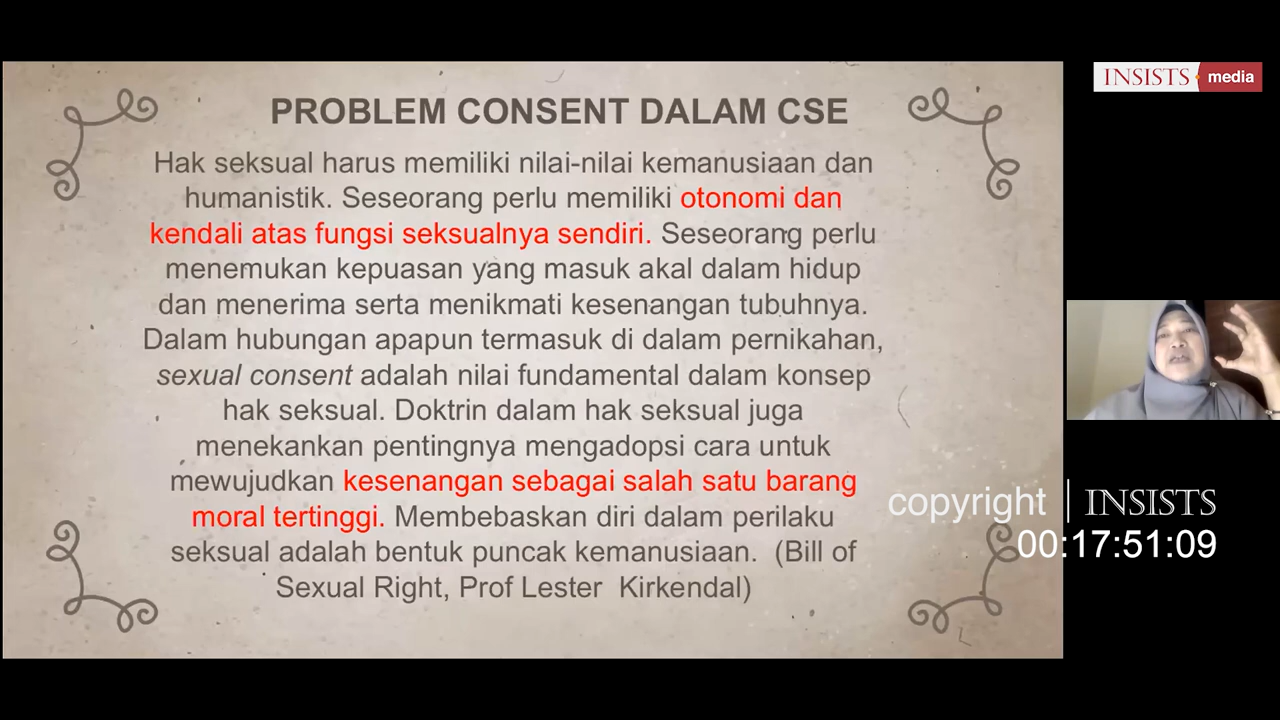 PROBLEM CONSENT DALAM CSE
Hak seksual harus memiliki nilai-nilai kemanusiaan dan
humanistik. Seseorang perlu memiliki otonomi dan
kendali atas fungsi seksualnya sendiri. Seseorang perlu
menemukan kepuasan yang masuk akal dalam hidup
dan menerima serta menikmati kesenangan tubuhnya.
Dalam hubungan apapun termasuk di dalam pernikahan,
sexual consent adalah nilai fundamental dalam konsep
hak seksual. Doktrin dalam hak seksual juga
menekankan pentingnya mengadopsi cara untuk
mewujudkan kesenangan sebagai salah satu barang
moral tertinggi. Membebaskan diri dalam perilaku
seksual adalah bentuk puncak kemanusiaan. (Bill of
Sexual Right, Prof Lester Kirkendal)
INSISTS media
copyright | INSISTS
00:17:51:09